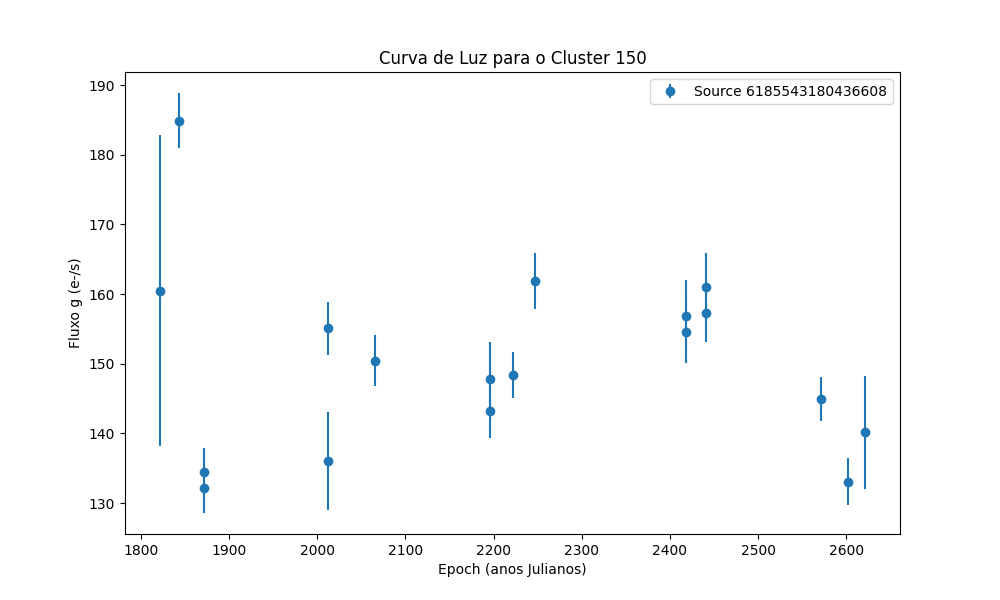 Curva de Luz para o Cluster 150
Source 6185543180436608
190
180
170
160
150
140
130
Fluxo g (e-/s)
1800 1900 2000 2100 2200 2300 2400 2500 2600
Epoch (anos Julianos)